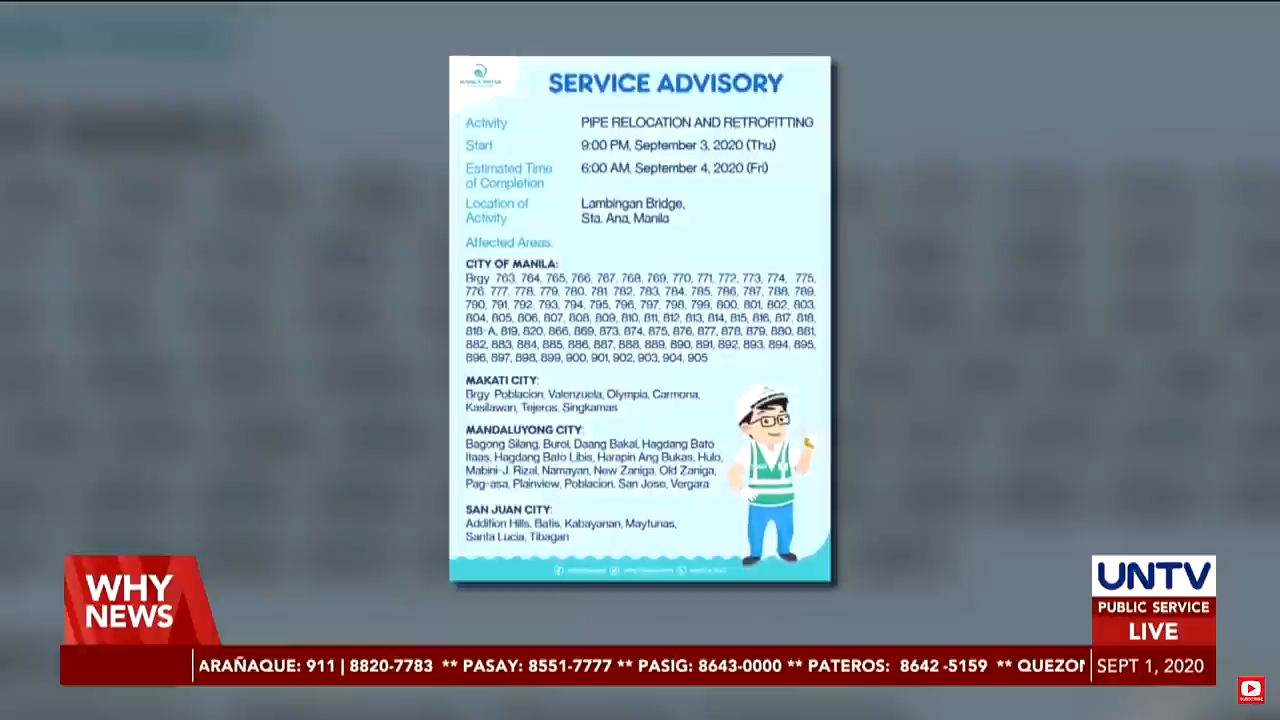 MANILA WATER
SERVICE ADVISORY
Activity PIPE RELOCATION AND RETROFITTING
Start 9:00 PM, September 3, 2020 (Thu)
Estimated Time of Completion 6:00 AM, September 4, 2020 (Fri)
Location of Activity Lambingan Bridge, Sta. Ana, Manila
Affected Areas:
CITY OF MANILA:
Brgy 763, 764, 765, 766, 767, 768, 769, 770, 771, 772, 773, 774, 775,
776, 777, 778, 779, 780, 781, 782, 783, 784, 785, 786, 787, 788, 789,
790, 791, 792, 793, 794, 795, 796, 797, 798, 799, 800, 801, 802, 803,
804, 805, 806, 807, 808, 809, 810, 811, 812, 813, 814, 815, 816, 817, 818,
818-A, 819, 820, 866, 869, 873, 874, 875, 876, 877, 878, 879, 880, 881,
882, 883, 884, 885, 886, 887, 888, 889, 890, 891, 892, 893, 894, 895,
896, 897, 898, 899, 900, 901, 902, 903, 904, 905
MAKATI CITY:
Brgy Poblacion, Valenzuela, Olympia, Carmona,
Kasilawan, Tejeros, Singkamas
MANDALUYONG CITY:
Bagong Silang, Burol, Daang Bakal, Hagdang Bato
Itaas, Hagdang Bato Libis, Harapin Ang Bukas, Hulo,
Mabini-J. Rizal, Namayan, New Zaniga, Old Zaniga,
Pag-asa, Plainview, Poblacion, San Jose, Vergara
SAN JUAN CITY:
Addition Hills, Batis, Kabayanan, Maytunas,
Santa Lucia, Tibagan
WHY
NEWS
UNTV
PUBLIC SERVICE
LIVE
ARAÑAQUE: 911 | 8820-7783 ** PASAY: 8551-7777 ** PASIG: 8643-0000 ** PATEROS: 8642 -5159 ** QUEZON
SEPT 1, 2020
SUBSCRIBE